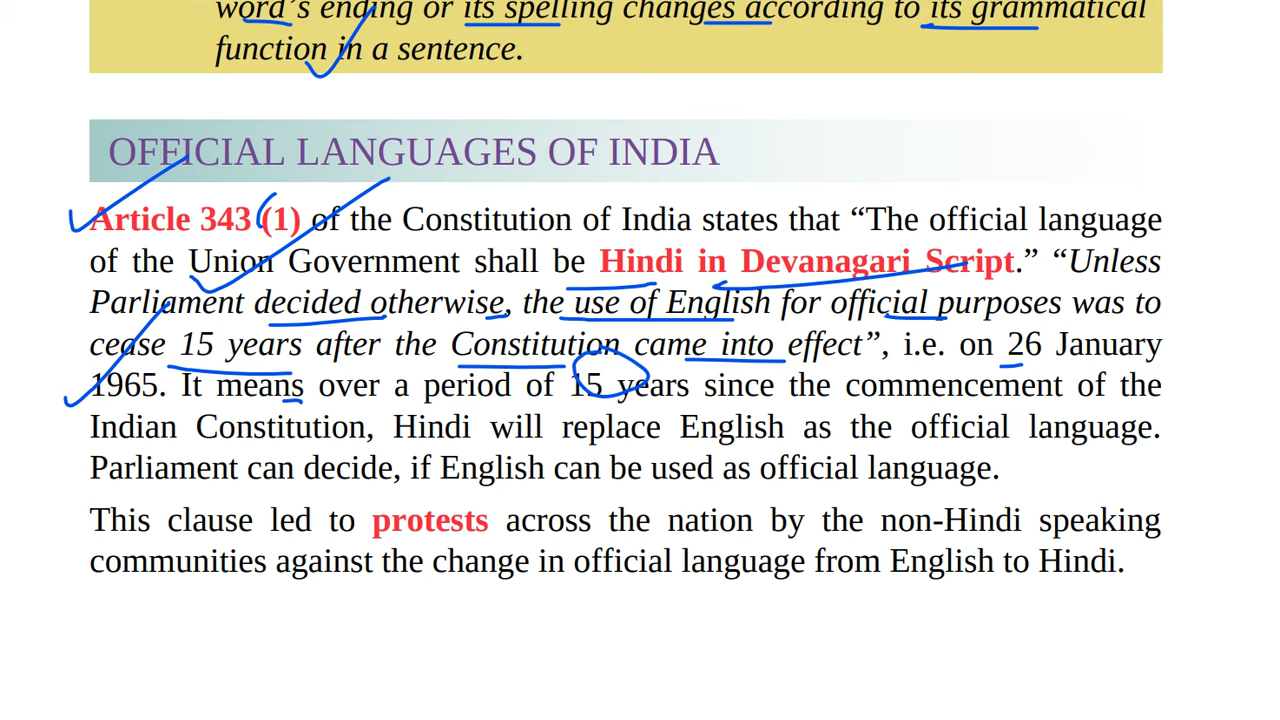 word’s ending or its spelling changes according to its grammatical
function in a sentence.
OFFICIAL LANGUAGES OF INDIA
Article 343 (1) of the Constitution of India states that “The official language
of the Union Government shall be Hindi in Devanagari Script.” “Unless
Parliament decided otherwise, the use of English for official purposes was to
cease 15 years after the Constitution came into effect”, i.e. on 26 January
1965. It means over a period of 15 years since the commencement of the
Indian Constitution, Hindi will replace English as the official language.
Parliament can decide, if English can be used as official language.
This clause led to protests across the nation by the non-Hindi speaking
communities against the change in official language from English to Hindi.